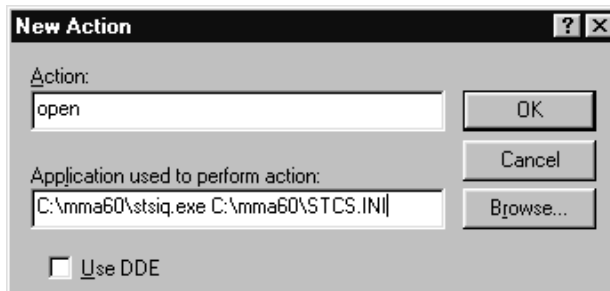 New Action
Action:
open
OK
Cancel
Application used to perform action:
C:\mma60\stsiq.exe C:\mma60\STCS.INI
Browse...
Use DDE